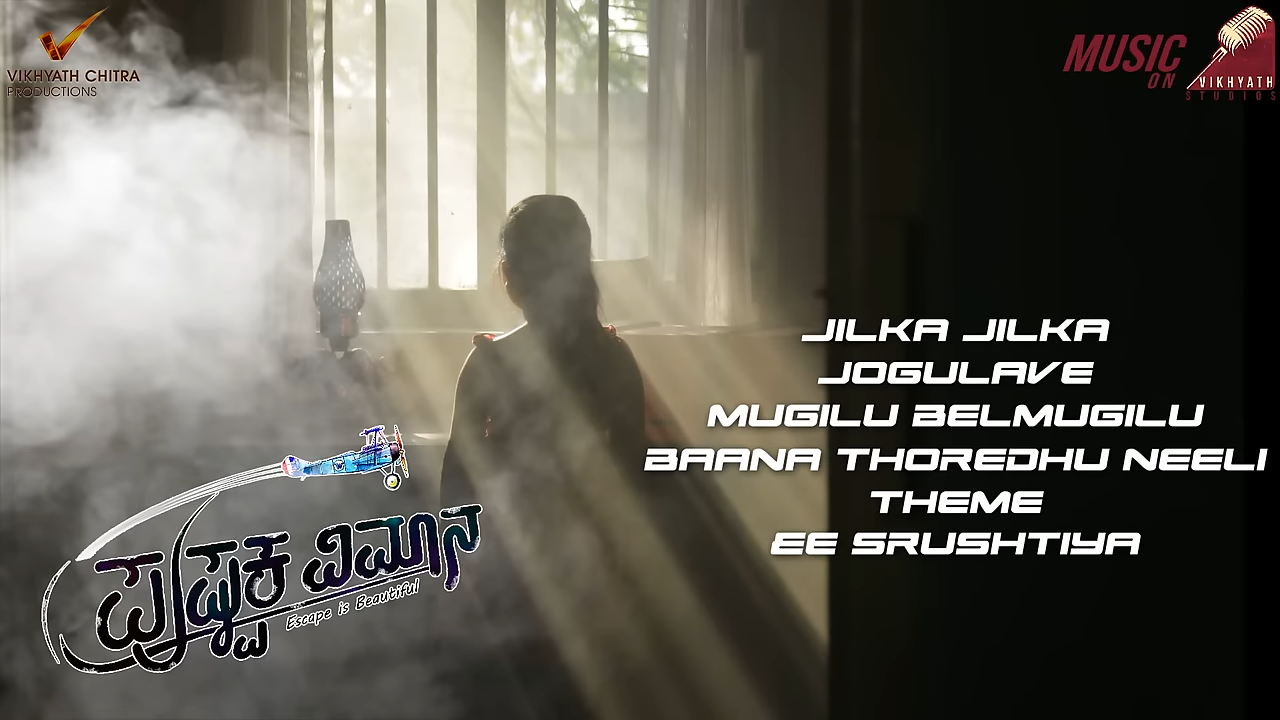 VIKHYATH CHITRA
PRODUCTIONS
MUSIC
ON
VIKHYATH
STUDIOS
JILKA JILKA
JOGULAVE
MUGILU BELMUGILU
BAANA THOREDHU NEELI
THEME
EE SRUSHTIYA
ಪುಷ್ಪಕ ವಿಮಾನ
Escape is Beautiful